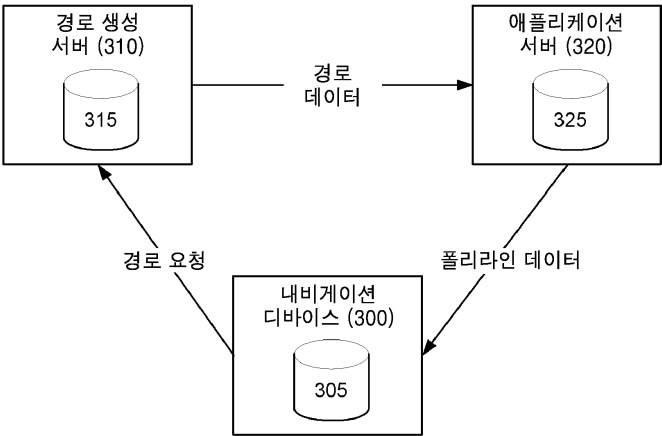 경로 생성
서버 (310)
315
경로
데이터
애플리케이션
서버 (320)
325
경로 요청
폴리라인 데이터
내비게이션
디바이스 (300)
305